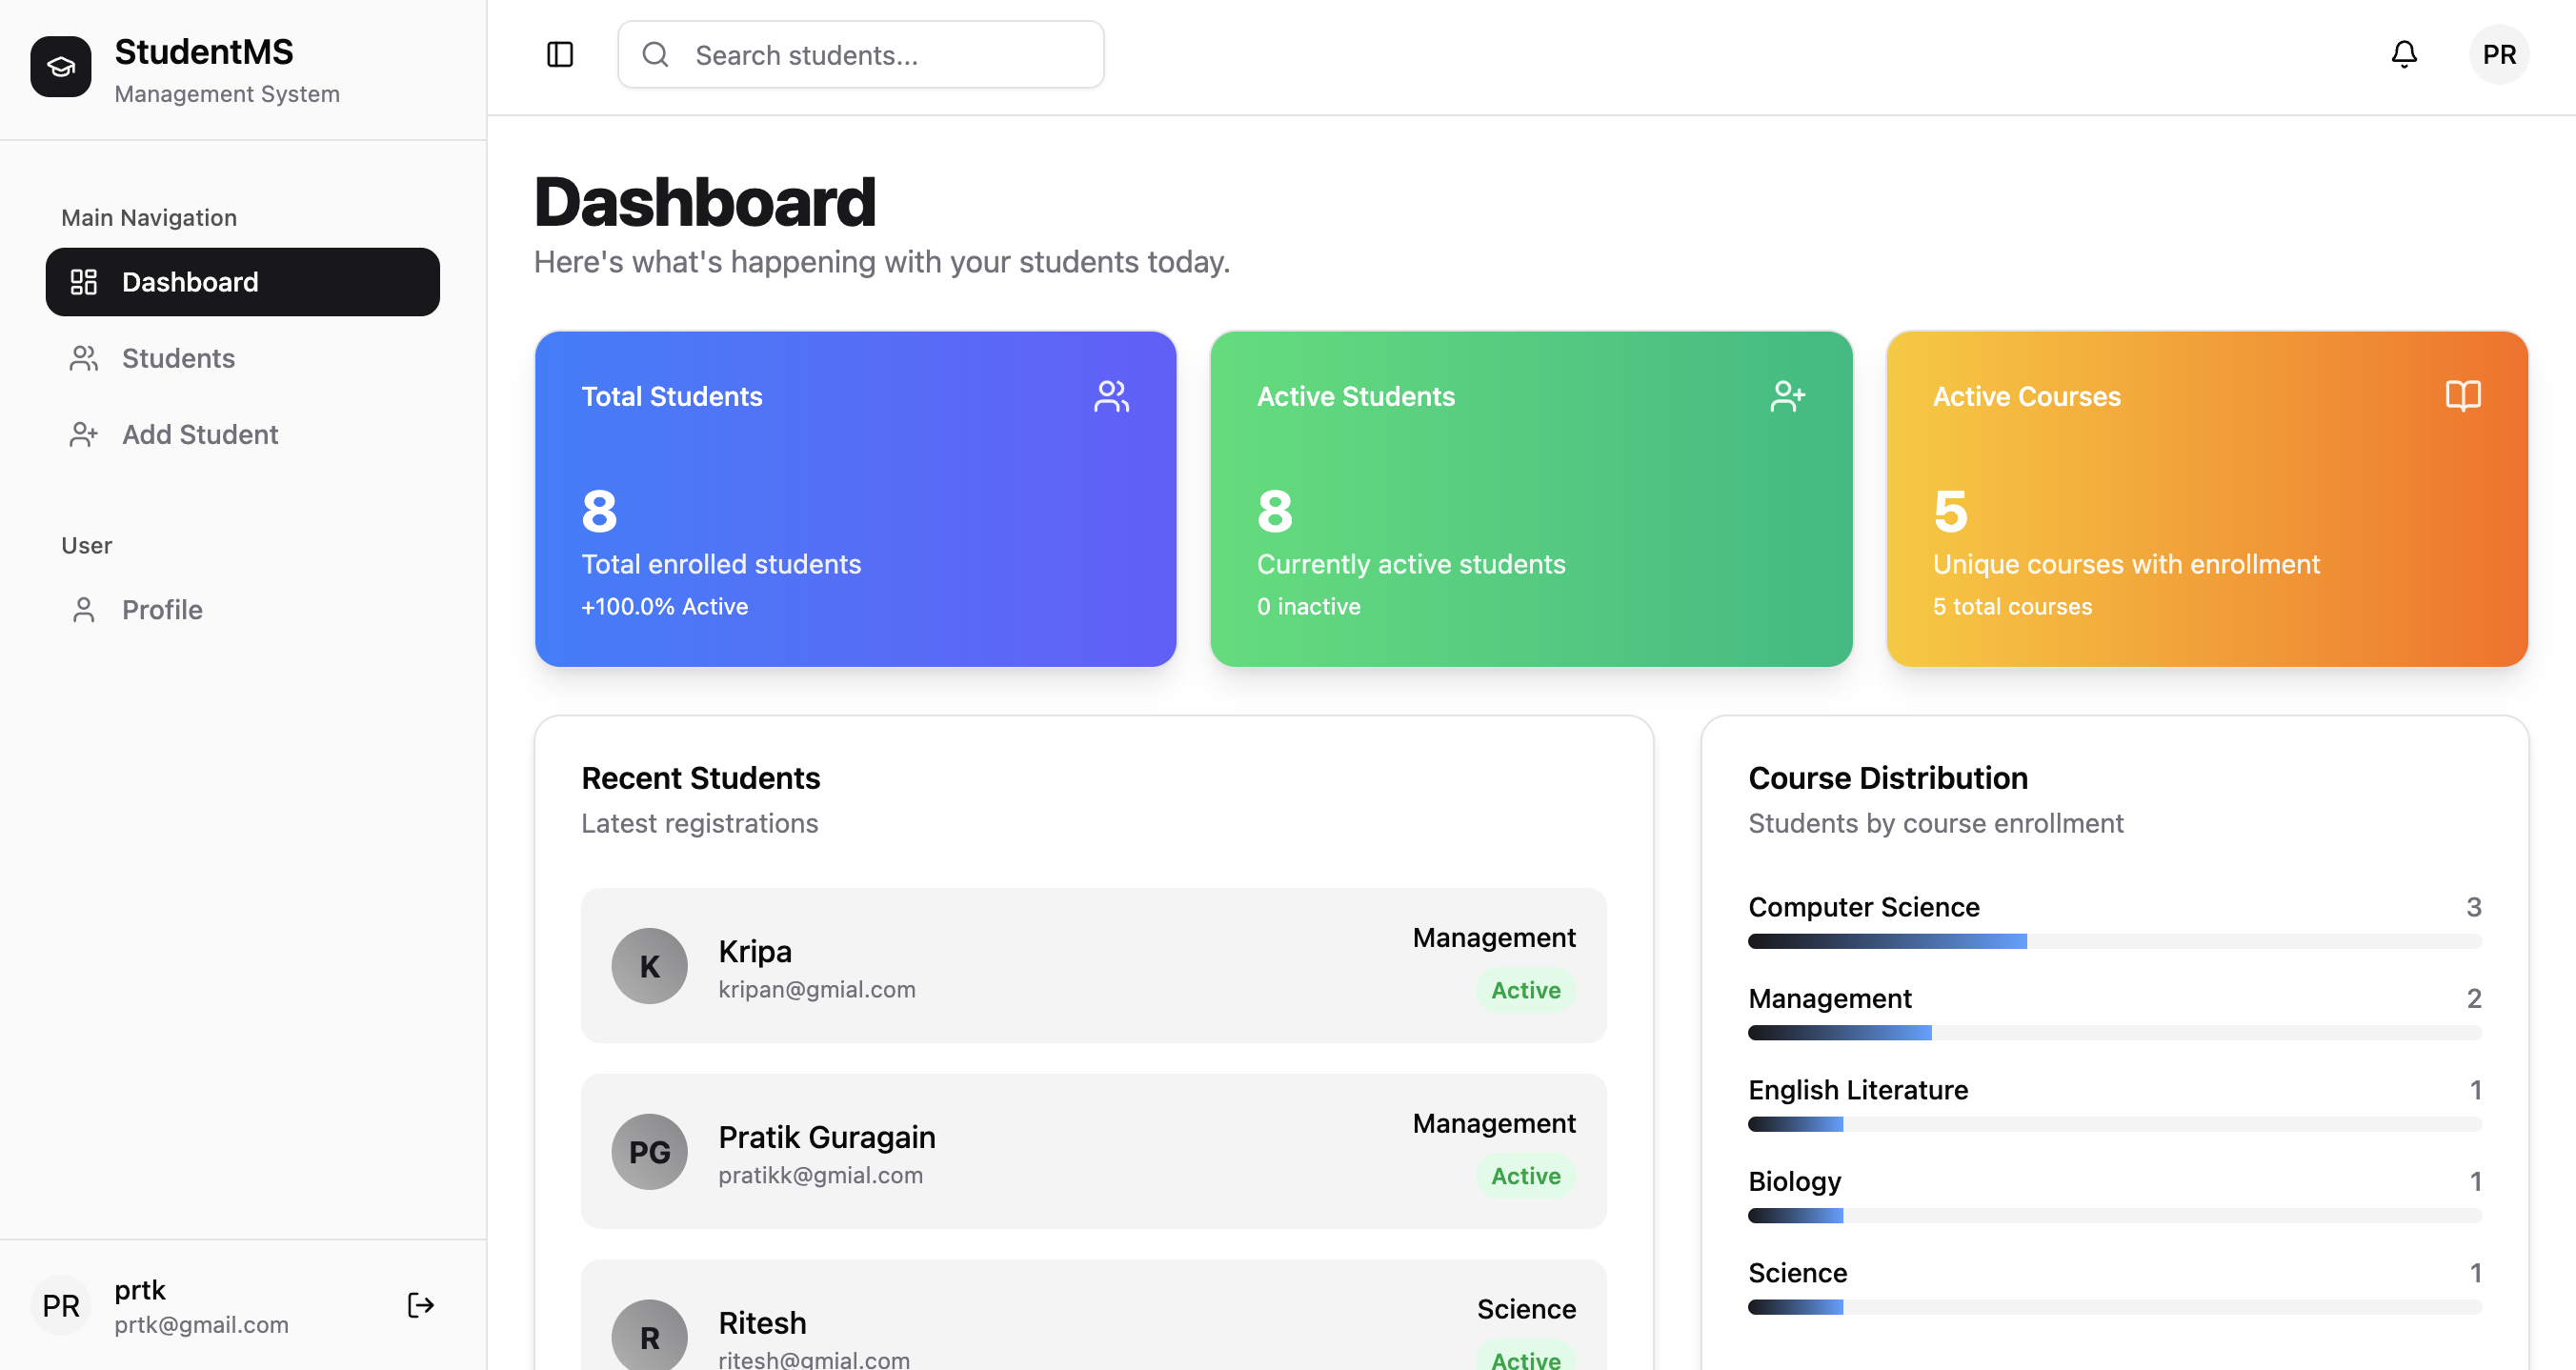 StudentMS
Management System
Main Navigation
Dashboard
Students
Add Student
User
Profile
PR
prtk
prtk@gmail.com
Search students...
PR
Dashboard
Here's what's happening with your students today.
Total Students
8
Total enrolled students
+100.0% Active
Active Students
8
Currently active students
0 inactive
Active Courses
5
Unique courses with enrollment
5 total courses
Recent Students
Latest registrations
K
Kripa
kripan@gmial.com
Management
Active
PG
Pratik Guragain
pratikk@gmial.com
Management
Active
R
Ritesh
ritesh@gmial.com
Science
Active
Course Distribution
Students by course enrollment
Computer Science 3
Management 2
English Literature 1
Biology 1
Science 1